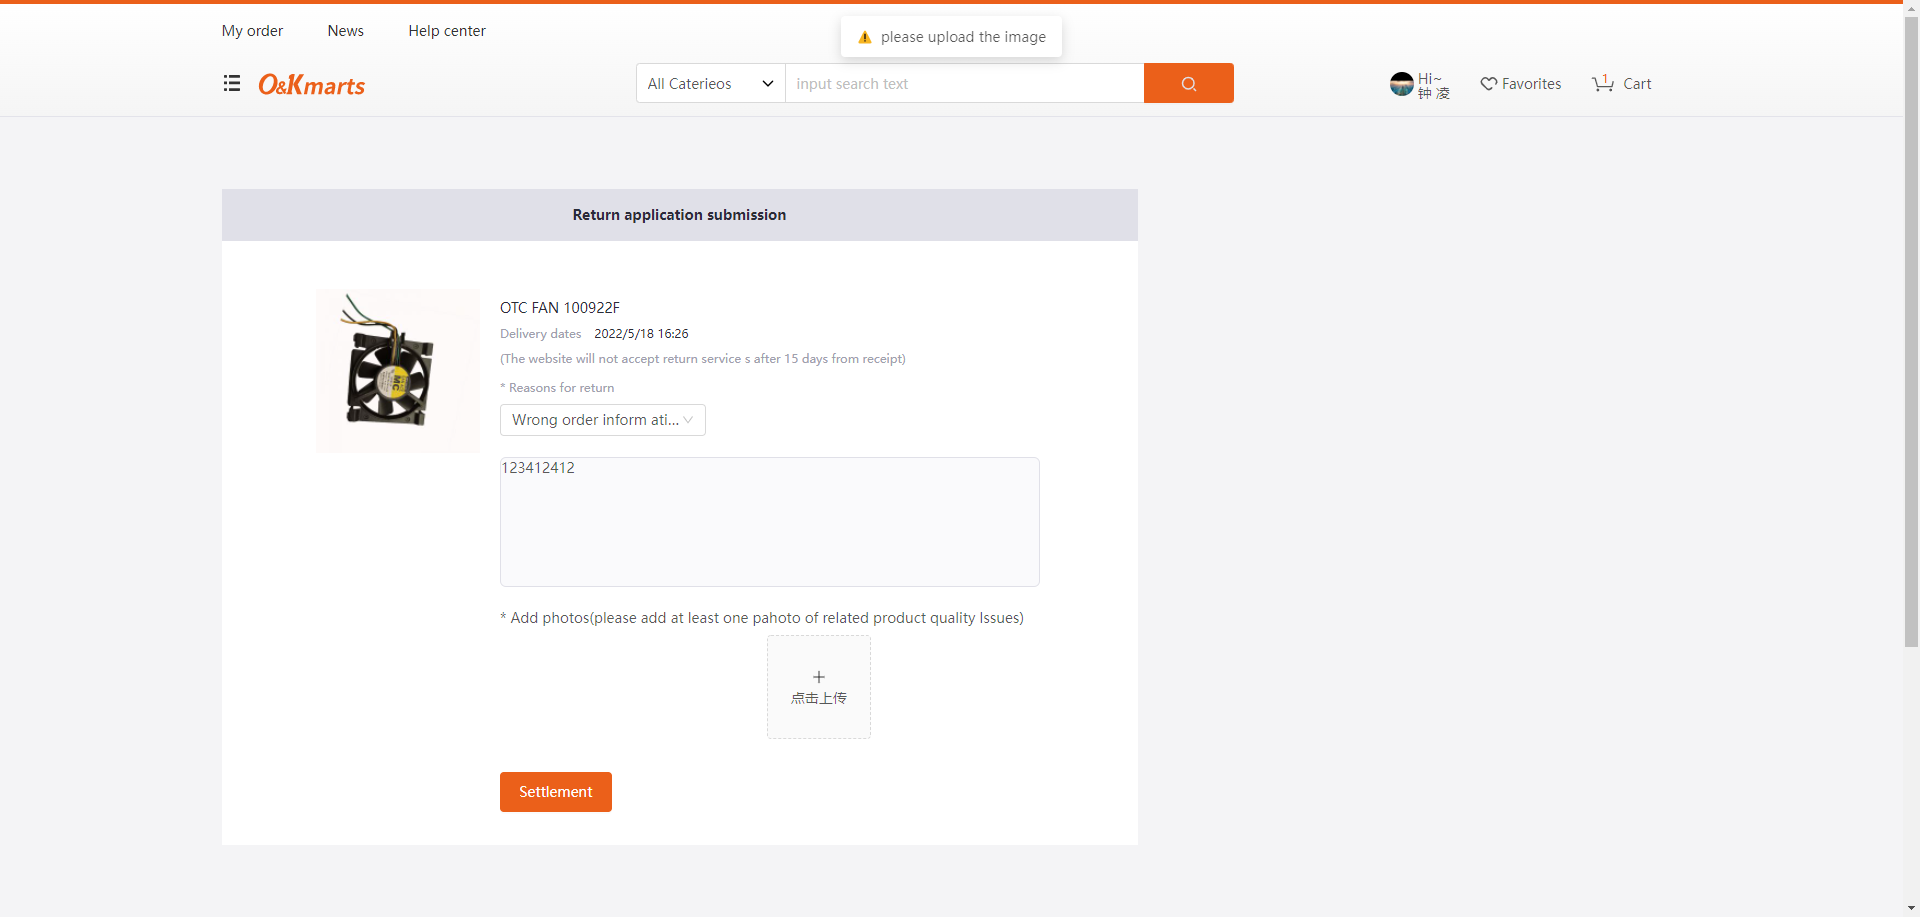 My order News Help center
please upload the image
O&Kmarts
All Caterieos
input search text
Hi~
钟 凌
Favorites
1
Cart
Return application submission
MC
OTC FAN 100922F
Delivery dates 2022/5/18 16:26
(The website will not accept return service s after 15 days from receipt)
* Reasons for return
Wrong order inform ati...
123412412
* Add photos(please add at least one pahoto of related product quality Issues)
点击上传
Settlement